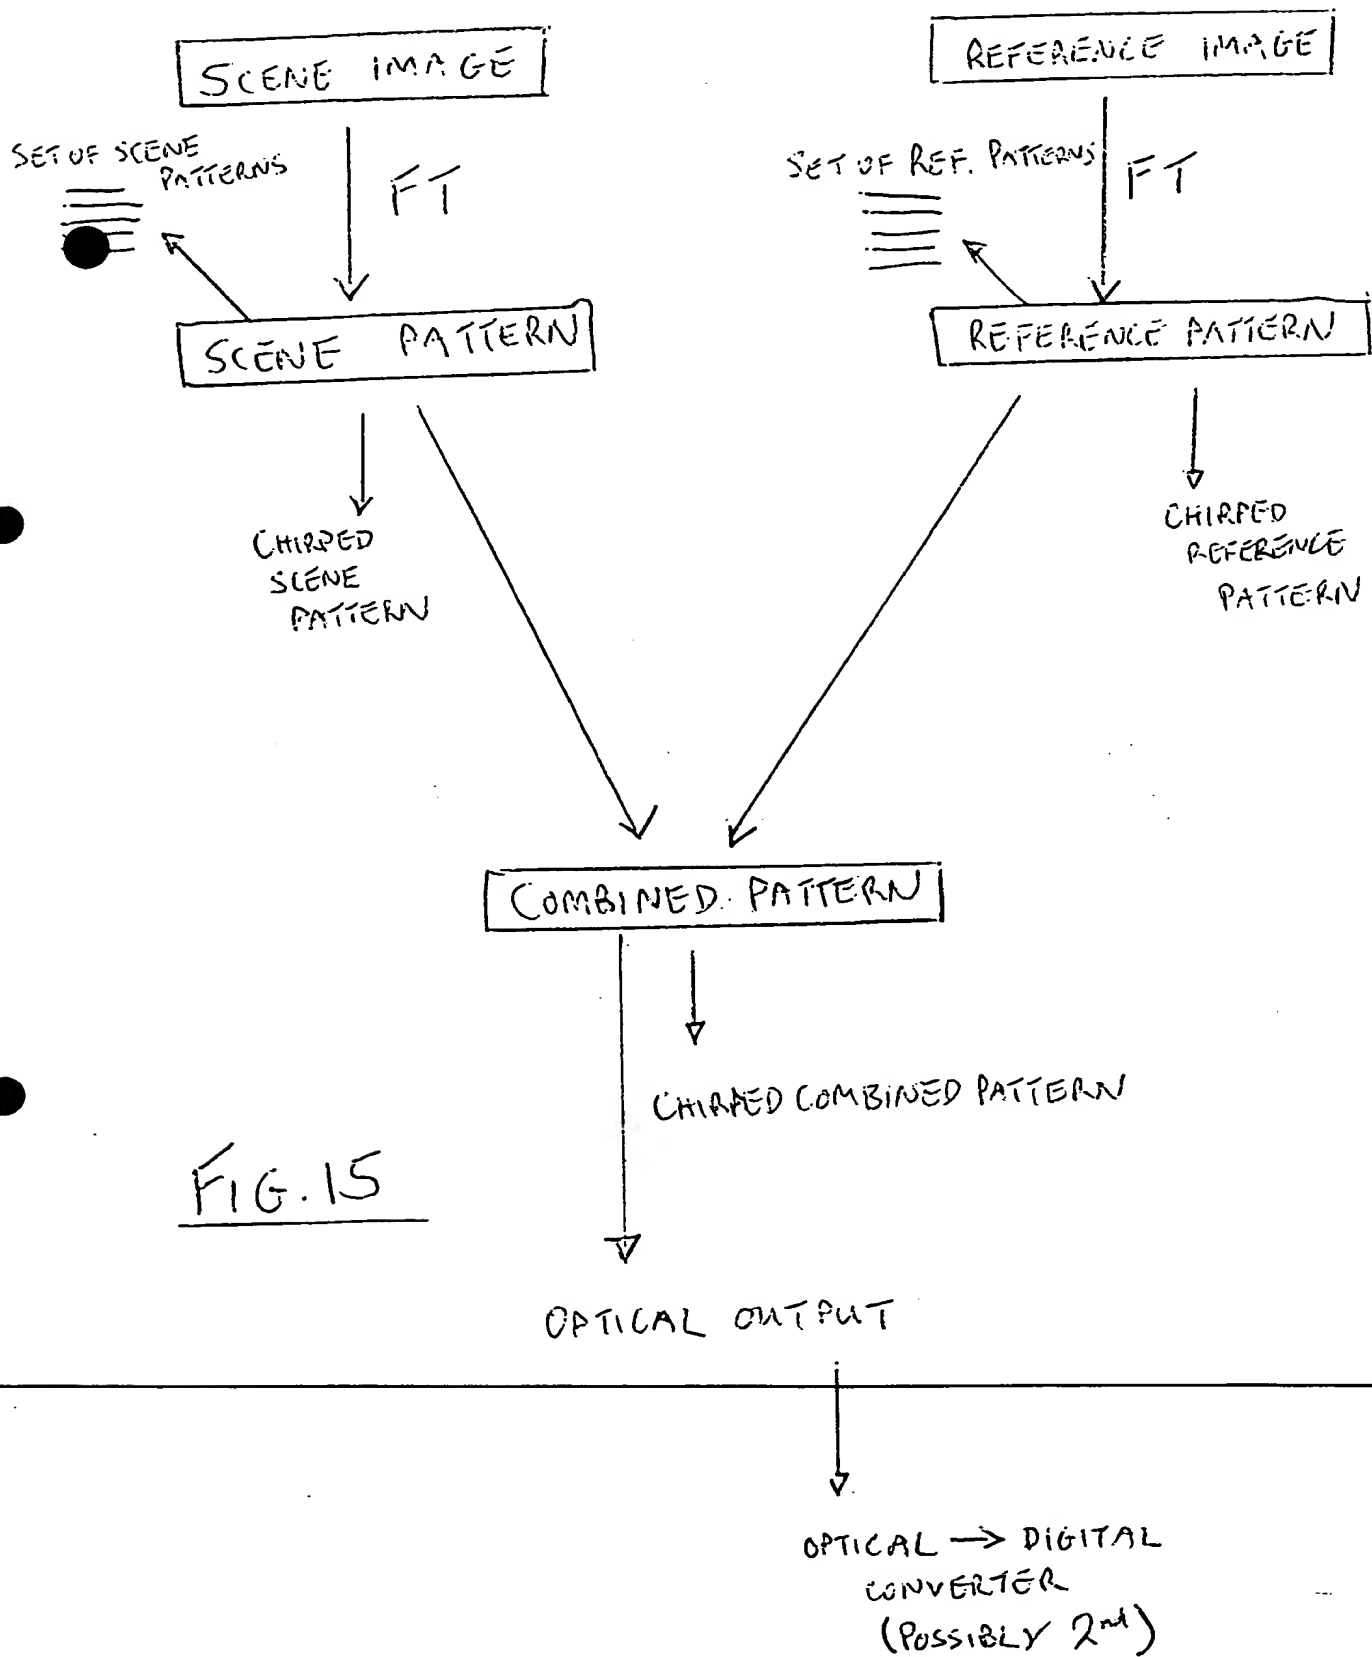 SCENE IMAGE
REFERENCE IMAGE
SET OF SCENE
PATTERNS
FT
SET OF REF. PATTERNS
FT
SCENE PATTERN
REFERENCE PATTERN
CHIRPED
SCENE
PATTERN
CHIRPED
REFERENCE
PATTERN
COMBINED PATTERN
CHIRPED COMBINED PATTERN
FIG. 15
OPTICAL OUTPUT
OPTICAL → DIGITAL
CONVERTER
(POSSIBLY 2nd)